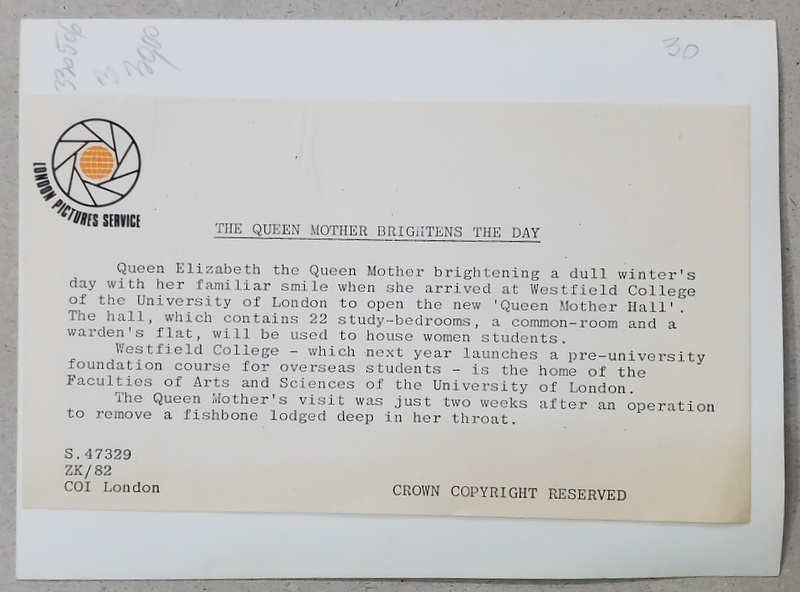 330506
3
3900
30
LONDON PICTURES SERVICE
THE QUEEN MOTHER BRIGHTENS THE DAY
Queen Elizabeth the Queen Mother brightening a dull winter's
day with her familiar smile when she arrived at Westfield College
of the University of London to open the new 'Queen Mother Hall'.
The hall, which contains 22 study-bedrooms, a common-room and a
warden's flat, will be used to house women students.
Westfield College - which next year launches a pre-university
foundation course for overseas students - is the home of the
Faculties of Arts and Sciences of the University of London.
The Queen Mother's visit was just two weeks after an operation
to remove a fishbone lodged deep in her throat.
S.47329
ZK/82
COI London
CROWN COPYRIGHT RESERVED